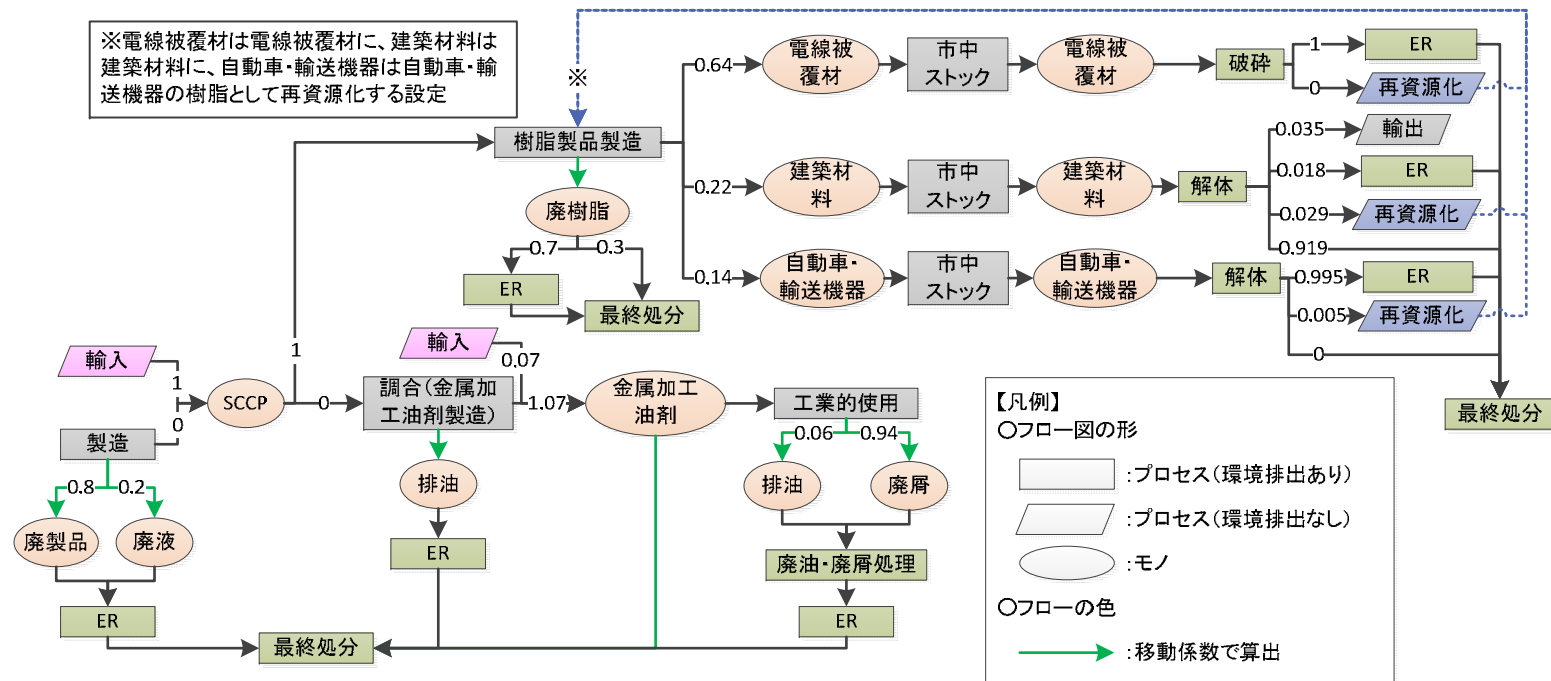 ※電線被覆材は電線被覆材に、建築材料は
建築材料に、自動車・輸送機器は自動車・輸
送機器の樹脂として再資源化する設定
※
樹脂製品製造
廃樹脂
0.7
0.3
ER
最終処分
0.64
電線被
覆材
市中
ストック
電線被
覆材
破砕
1
ER
0
再資源化
0.22
建築材
料
市中
ストック
建築材
料
解体
0.035
輸出
0.018
ER
0.029
再資源化
0.919
0.14
自動車・
輸送機器
市中
ストック
自動車・
輸送機器
解体
0.995
ER
0.005
再資源化
0
最終処分
輸入
1
0
製造
SCCP
1
0
調合(金属加
工油剤製造)
輸入
0.07
1.07
金属加工
油剤
工業的使用
0.06
0.94
排油
廃屑
廃油・廃屑処理
ER
排油
ER
0.8
0.2
廃製品
廃液
ER
最終処分
【凡例】
○フロー図の形
:プロセス(環境排出あり)
:プロセス(環境排出なし)
:モノ
○フローの色
:移動係数で算出